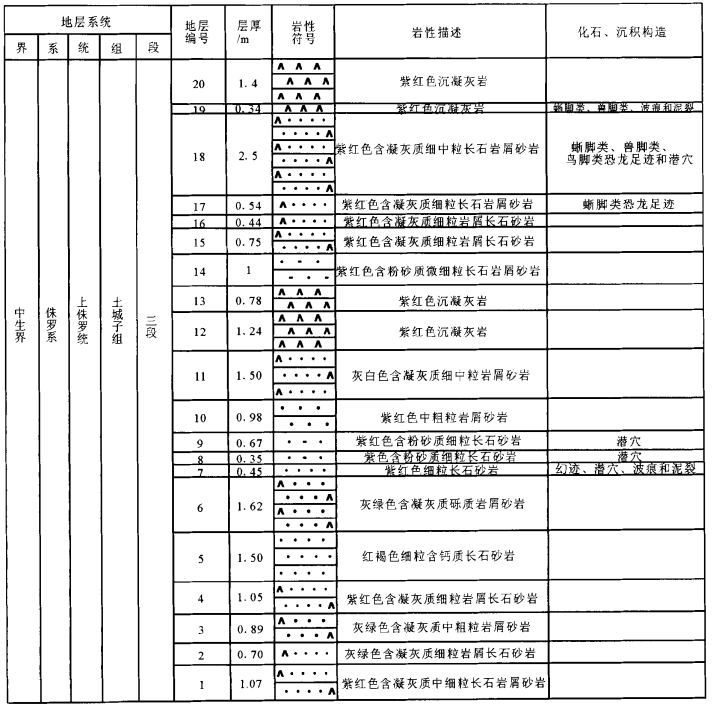 地层系统 地层编号 层厚/m 岩性符号 岩性描述 化石、沉积构造
界 系 统 组 段
中生界 侏罗系 上侏罗统 土城子组 三段
20 1.4 紫红色沉凝灰岩
19 0.34 紫红色沉凝灰岩 蜥脚类、兽脚类、波痕和泥裂
18 2.5 紫红色含凝灰质细中粒长石岩屑砂岩 蜥脚类、兽脚类、
鸟脚类恐龙足迹和潜穴
17 0.54 紫红色含凝灰质细粒长石岩屑砂岩 蜥脚类恐龙足迹
16 0.44 紫红色含凝灰质细粒岩屑长石砂岩
15 0.75 紫红色含凝灰质细粒岩屑长石砂岩
14 1 紫红色含粉砂质微细粒长石岩屑砂岩
13 0.78 紫红色沉凝灰岩
12 1.24 紫红色沉凝灰岩
11 1.50 灰白色含凝灰质细中粒岩屑砂岩
10 0.98 紫红色中粗粒岩屑砂岩
9 0.67 紫红色含粉砂质细粒长石砂岩 潜穴
8 0.35 紫色含粉砂质细粒长石砂岩 潜穴
7 0.45 紫红色细粒长石砂岩 幻迹、潜穴、波痕和泥裂
6 1.62 灰绿色含凝灰质砾质岩屑砂岩
5 1.50 红褐色细粒含钙质长石砂岩
4 1.05 紫红色含凝灰质细粒岩屑长石砂岩
3 0.89 灰绿色含凝灰质中粗粒岩屑砂岩
2 0.70 灰绿色含凝灰质细粒岩屑长石砂岩
1 1.07 紫红色含凝灰质中细粒长石岩屑砂岩